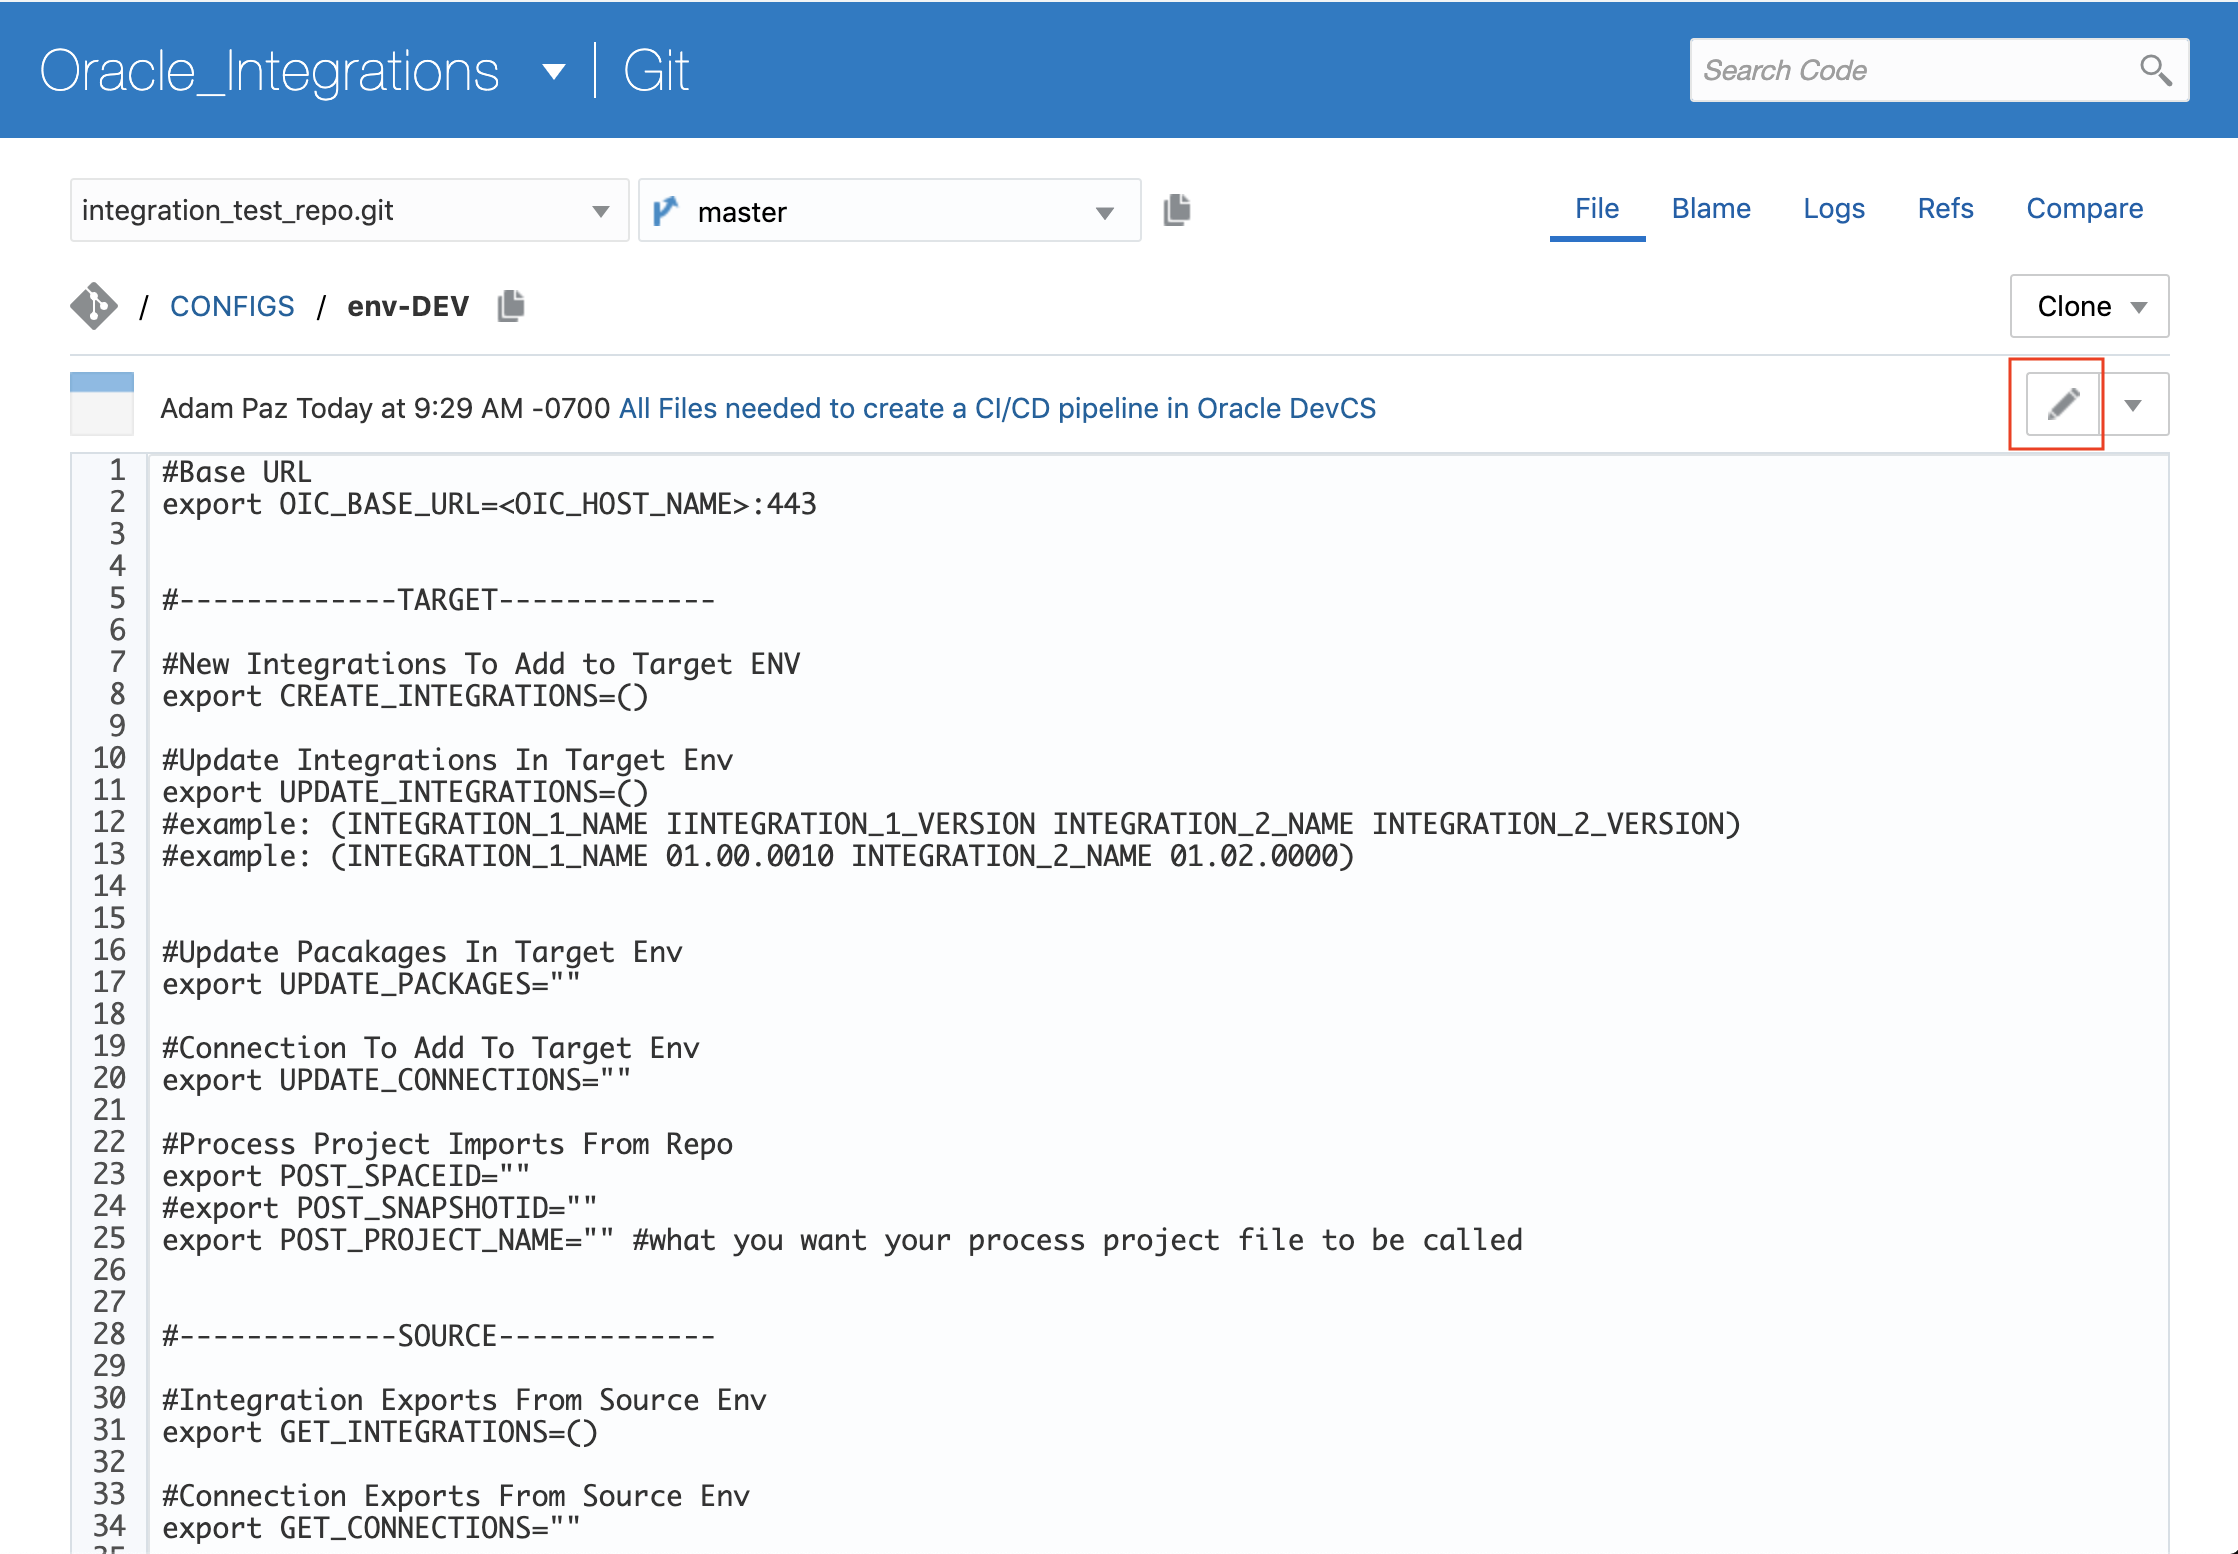 Oracle_Integrations Git
Search Code
integration_test_repo.git master File Blame Logs Refs Compare
/ CONFIGS / env-DEV Clone
Adam Paz Today at 9:29 AM -0700 All Files needed to create a CI/CD pipeline in Oracle DevCS
1 #Base URL
2 export OIC_BASE_URL=<OIC_HOST_NAME>:443
3
4
5 #-------------TARGET-------------
6
7 #New Integrations To Add to Target ENV
8 export CREATE_INTEGRATIONS=()
9
10 #Update Integrations In Target Env
11 export UPDATE_INTEGRATIONS=()
12 #example: (INTEGRATION_1_NAME IINTEGRATION_1_VERSION INTEGRATION_2_NAME INTEGRATION_2_VERSION)
13 #example: (INTEGRATION_1_NAME 01.00.0010 INTEGRATION_2_NAME 01.02.0000)
14
15
16 #Update Pacakages In Target Env
17 export UPDATE_PACKAGES=""
18
19 #Connection To Add To Target Env
20 export UPDATE_CONNECTIONS=""
21
22 #Process Project Imports From Repo
23 export POST_SPACEID=""
24 #export POST_SNAPSHOTID=""
25 export POST_PROJECT_NAME="" #what you want your process project file to be called
26
27
28 #-------------SOURCE-------------
29
30 #Integration Exports From Source Env
31 export GET_INTEGRATIONS=()
32
33 #Connection Exports From Source Env
34 export GET_CONNECTIONS=""